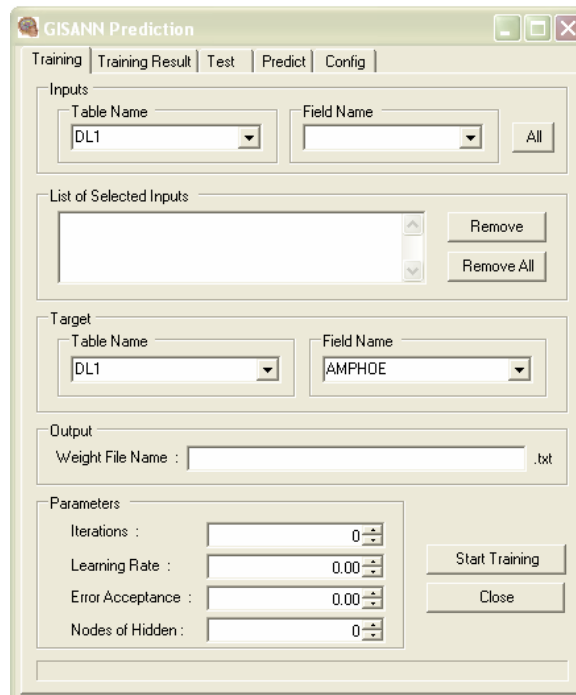 GISANN Prediction
Training Training Result Test Predict Config
Inputs
Table Name Field Name
DL1 All
List of Selected Inputs
Remove
Remove All
Target
Table Name Field Name
DL1 AMPHOE
Output
Weight File Name : .txt
Parameters
Iterations : 0
Learning Rate : 0.00
Error Acceptance : 0.00
Nodes of Hidden : 0
Start Training
Close